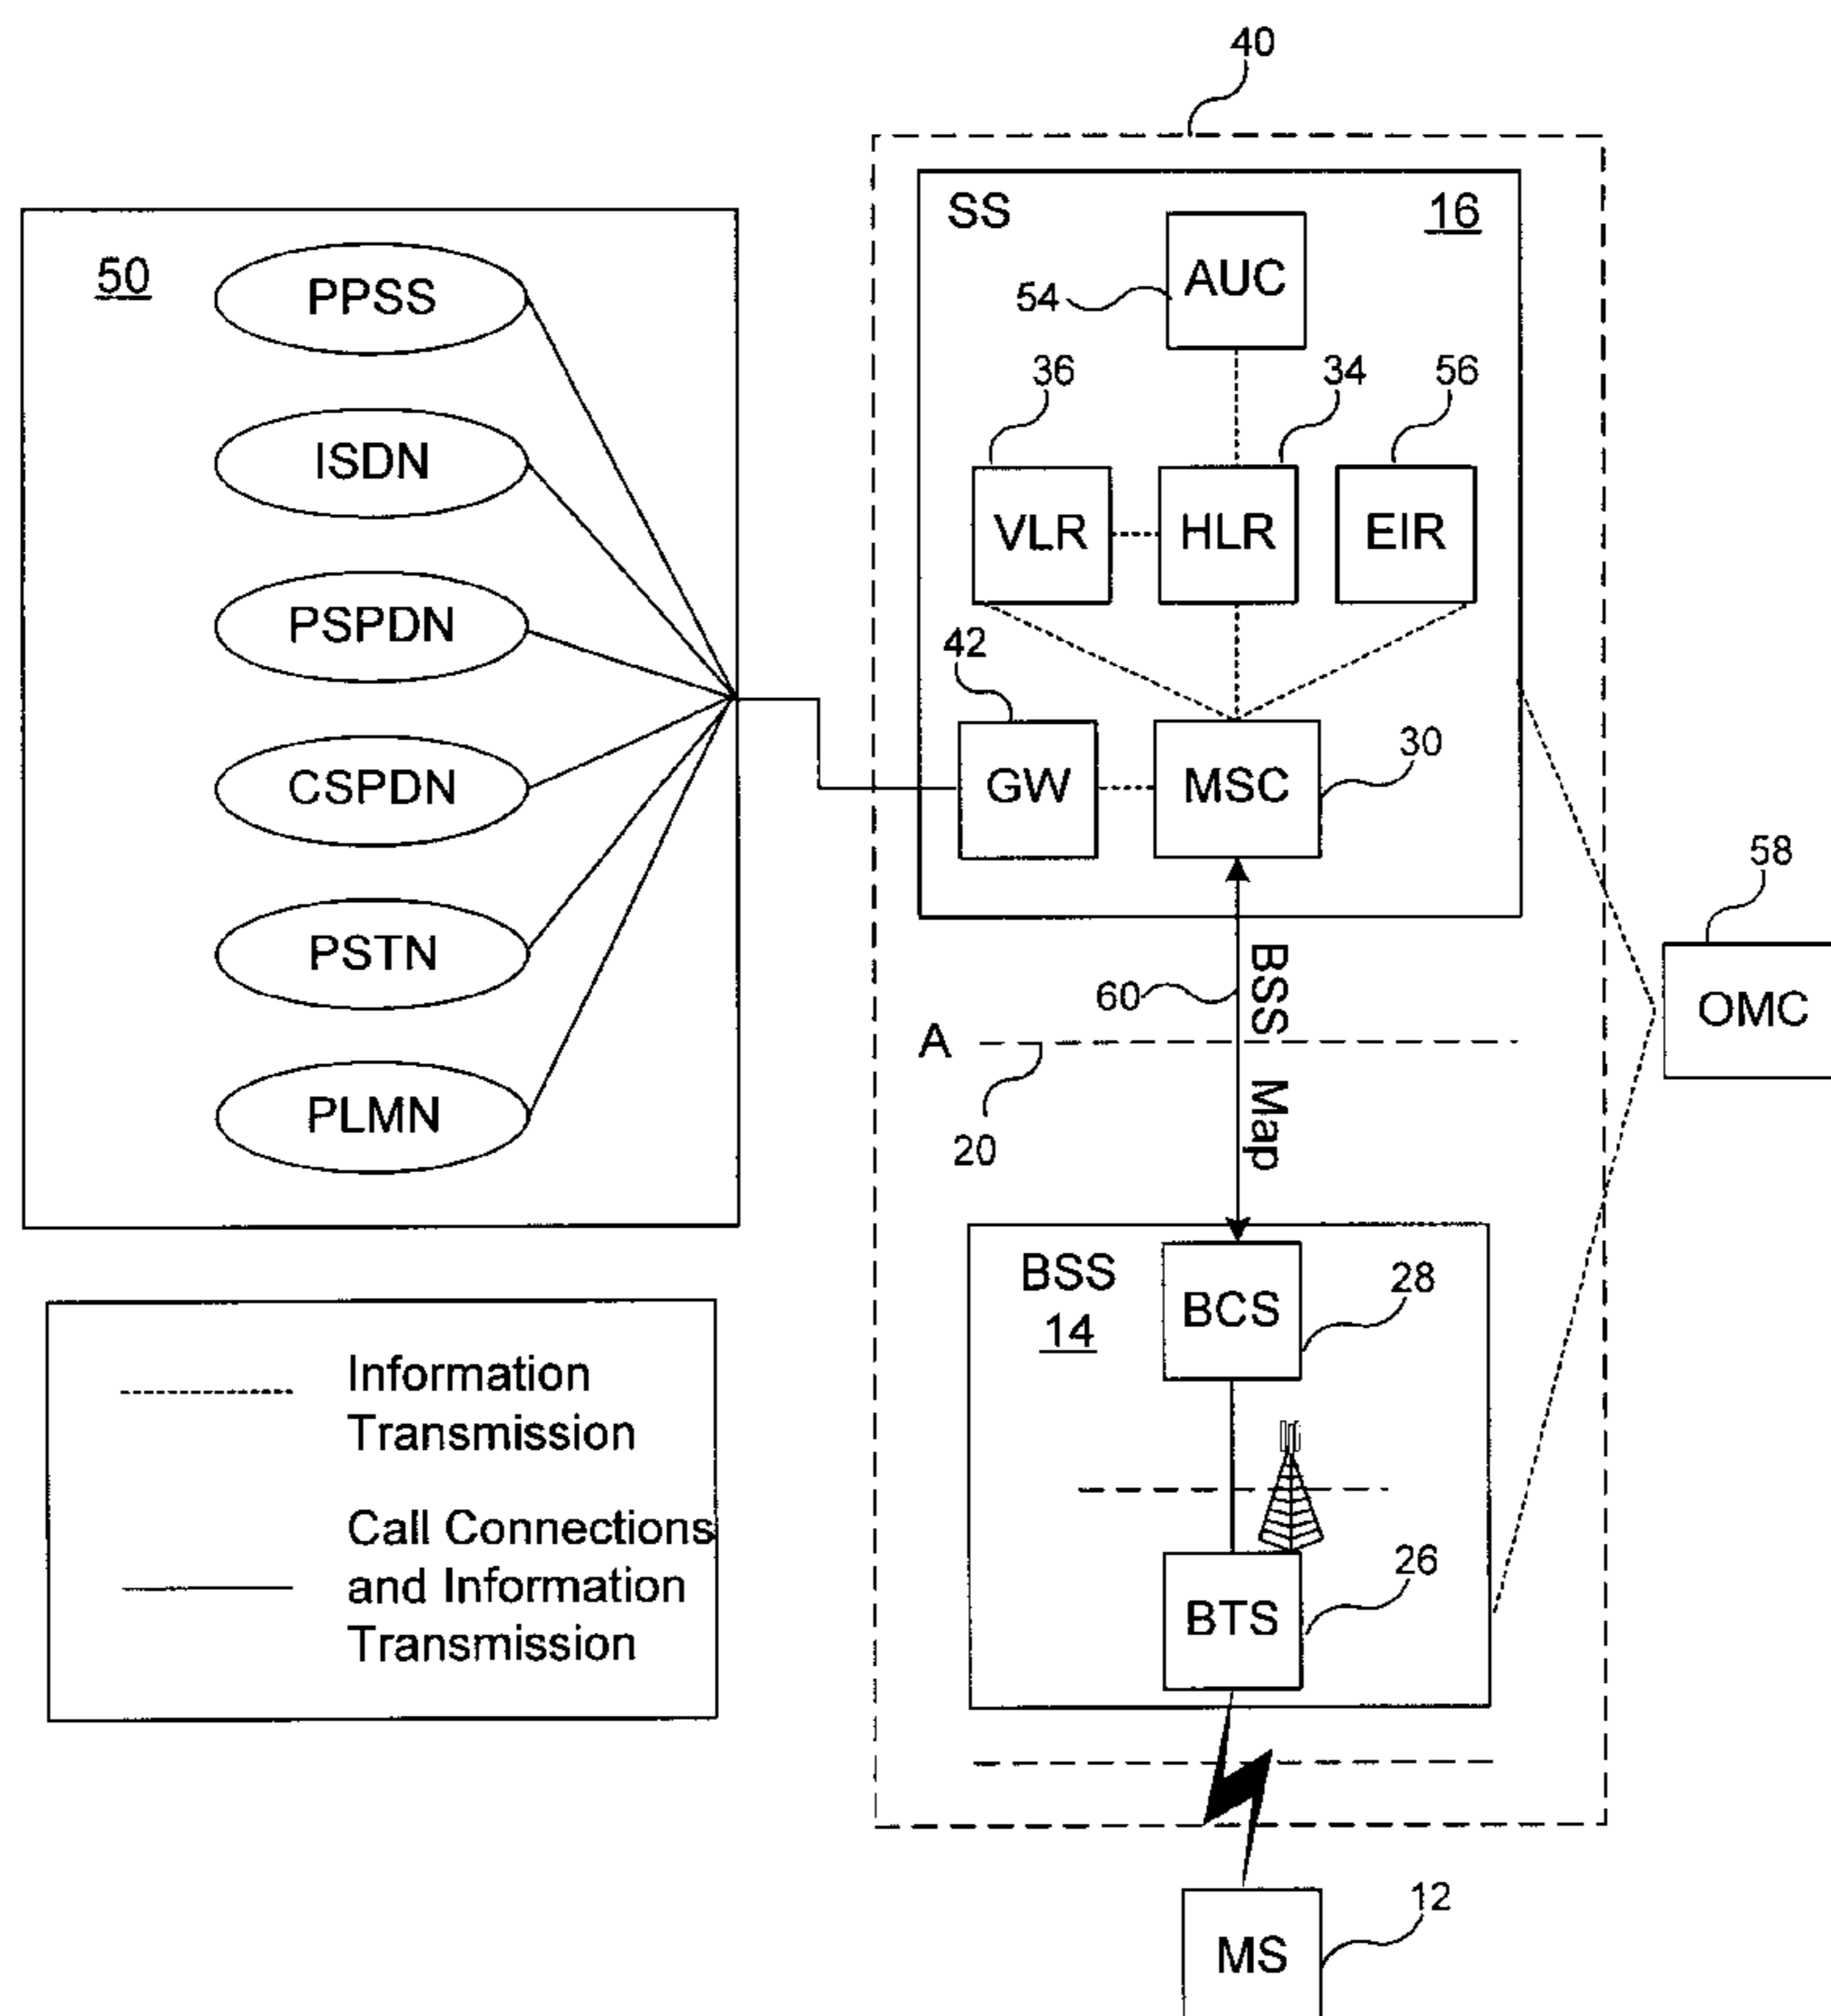 40
SS
16
50
PPSS
AUC
54
36
34
56
ISDN
VLR
HLR
EIR
PSPDN
42
30
GW
MSC
CSPDN
58
PSTN
BSS
60
OMC
A
Map
PLMN
20
BSS
28
BCS
14
Information
Transmission
Call Connections
and Information
Transmission
26
BTS
12
MS